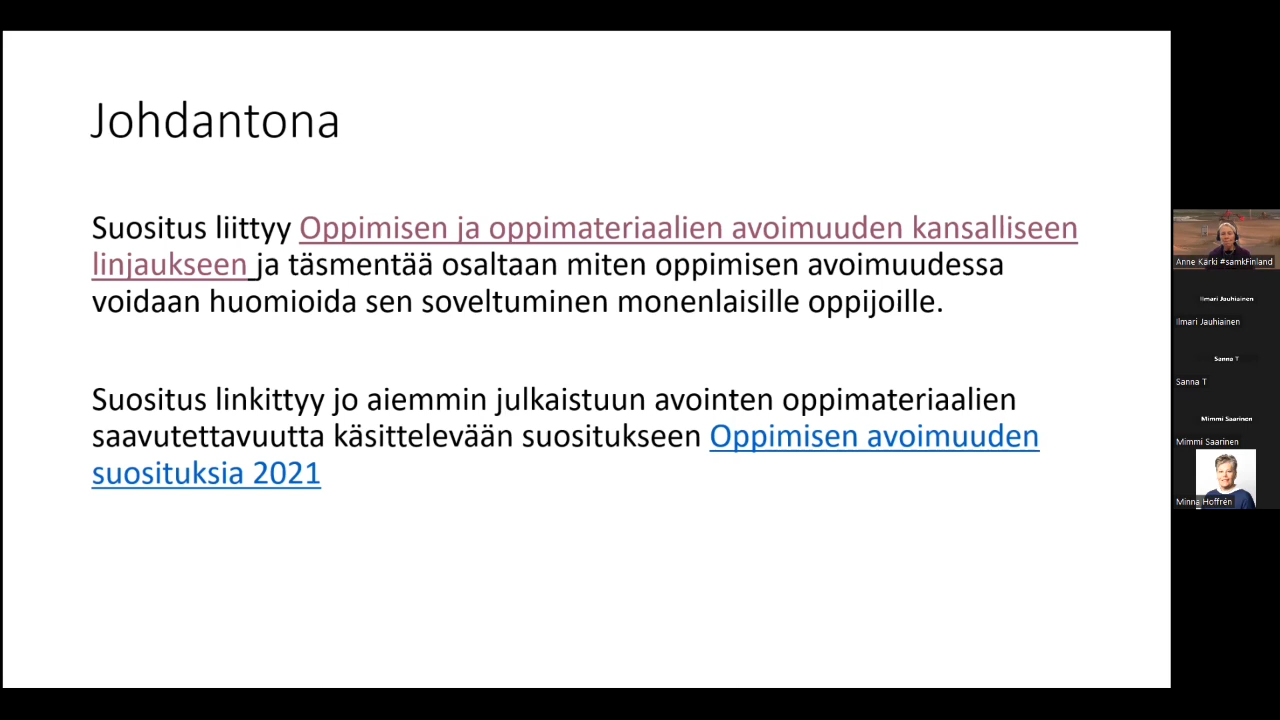 Johdantona
Suositus liittyy Oppimisen ja oppimateriaalien avoimuuden kansalliseen
linjaukseen ja täsmentää osaltaan miten oppimisen avoimuudessa
voidaan huomioida sen soveltuminen monenlaisille oppijoille.
Suositus linkittyy jo aiemmin julkaistuun avointen oppimateriaalien
saavutettavuutta käsittelevään suositukseen Oppimisen avoimuuden
suosituksia 2021
Anne Kärki #samkFinland
Ilmari Jauhiainen
Ilmari Jauhiainen
Sanna T
Sanna T
Mimmi Saarinen
Mimmi Saarinen
Minna Hoffrén